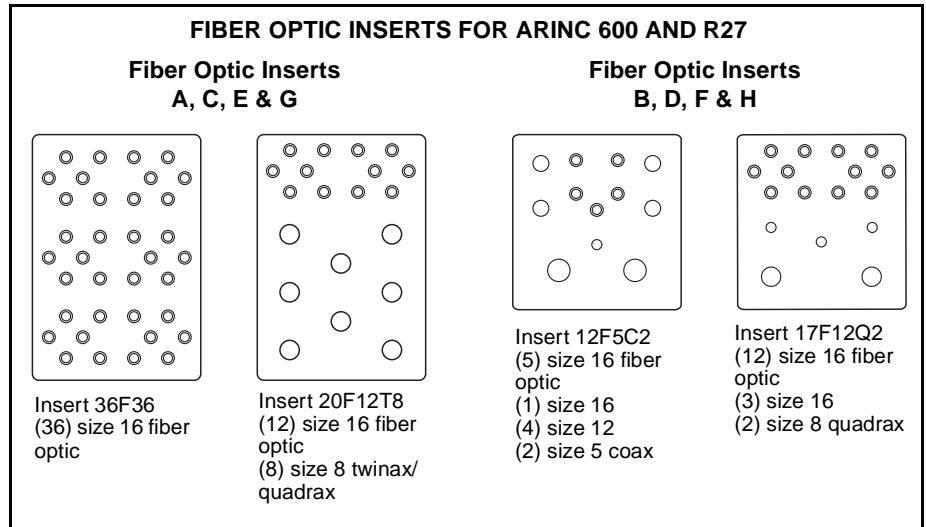 FIBER OPTIC INSERTS FOR ARINC 600 AND R27
Fiber Optic Inserts
A, C, E & G
Fiber Optic Inserts
B, D, F & H
Insert 36F36
(36) size 16 fiber
optic
Insert 20F12T8
(12) size 16 fiber
optic
(8) size 8 twinax/
quadrax
Insert 12F5C2
(5) size 16 fiber
optic
(1) size 16
(4) size 12
(2) size 5 coax
Insert 17F12Q2
(12) size 16 fiber
optic
(3) size 16
(2) size 8 quadrax